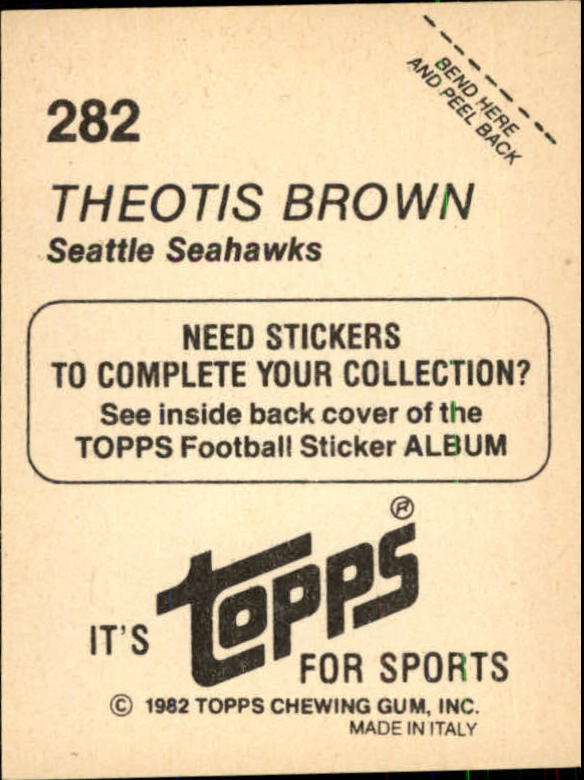 BEND HERE
AND PEEL BACK
282
THEOTIS BROWN
Seattle Seahawks
NEED STICKERS
TO COMPLETE YOUR COLLECTION?
See inside back cover of the
TOPPS Football Sticker ALBUM
®
IT'S topps
FOR SPORTS
© 1982 TOPPS CHEWING GUM, INC.
MADE IN ITALY